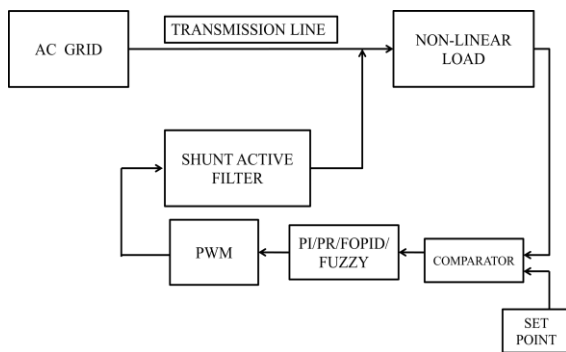 AC GRID
TRANSMISSION LINE
NON-LINEAR
LOAD
SHUNT ACTIVE
FILTER
PWM
PI/PR/FOPID/
FUZZY
COMPARATOR
SET
POINT